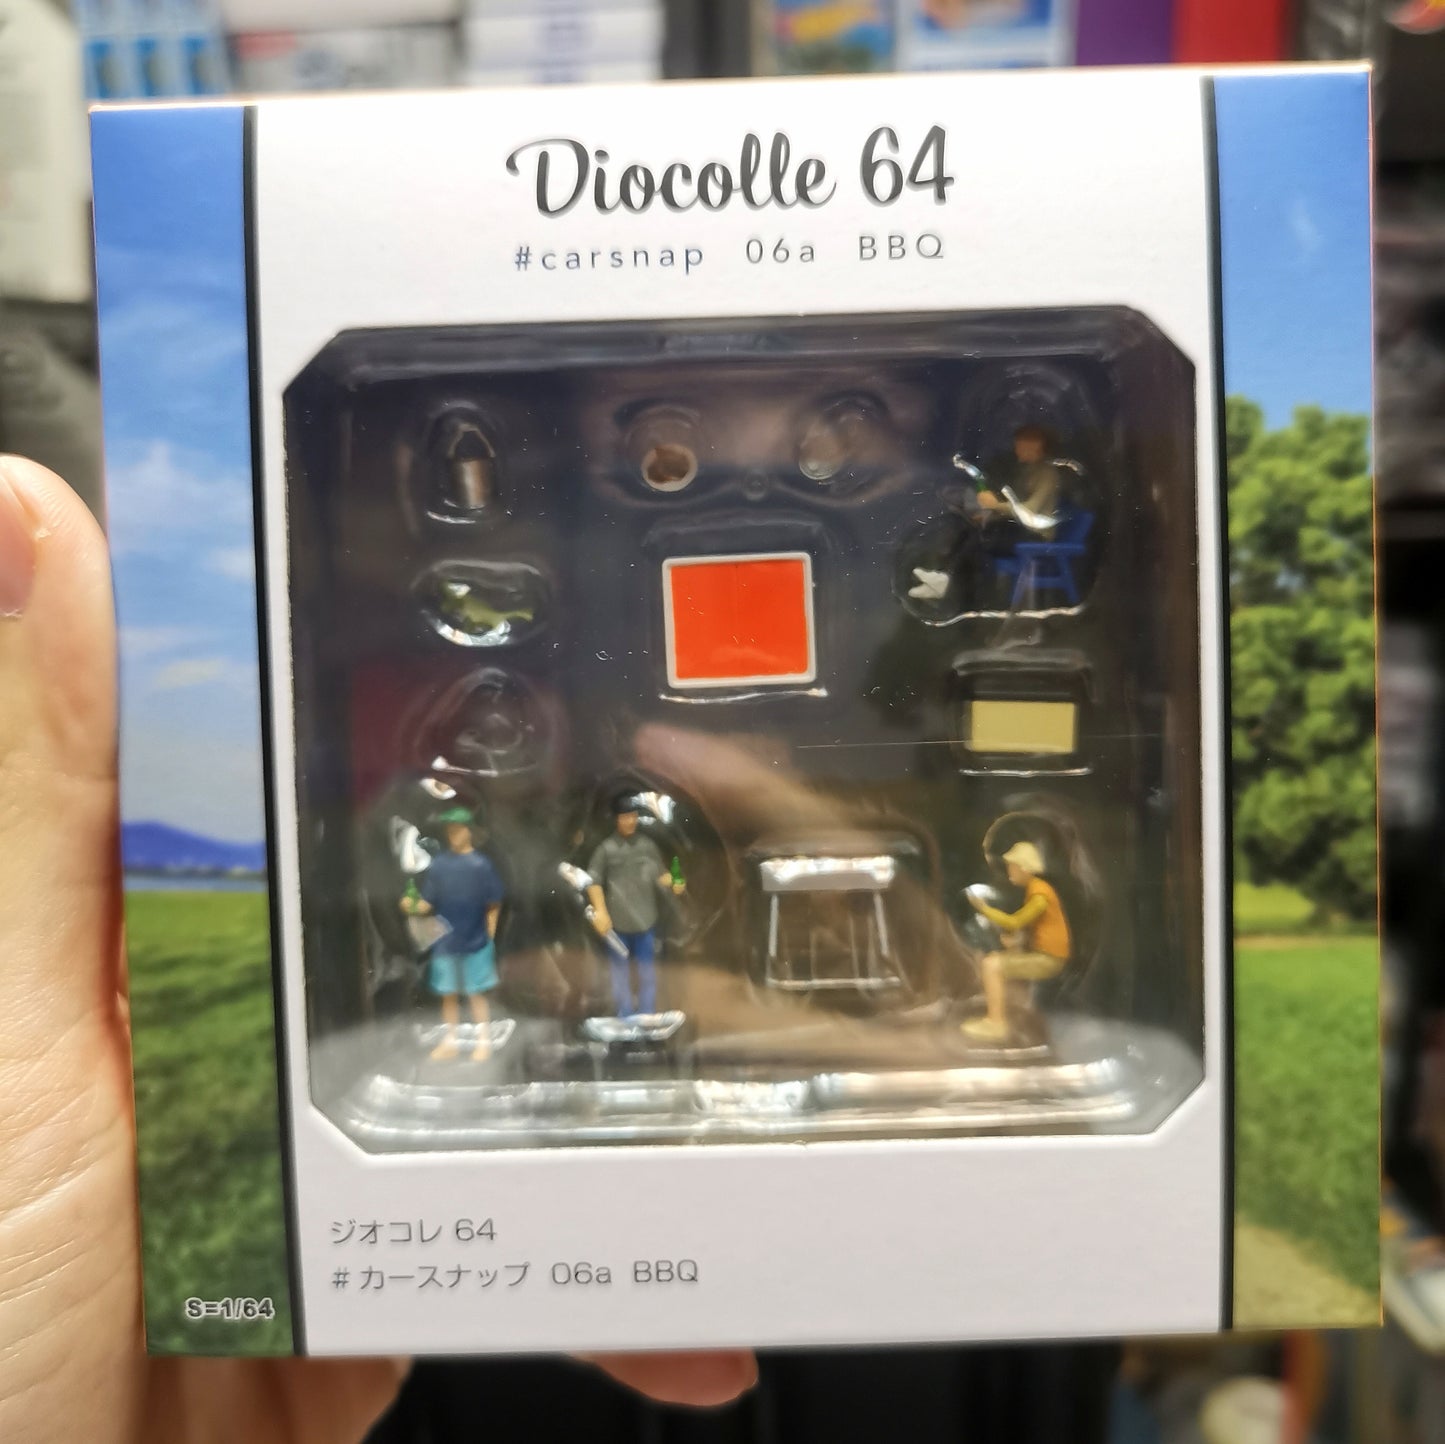 Diocolle 64
#carsnap 06a BBQ
ジオコレ 64
# カースナップ 06a BBQ
S=1/64